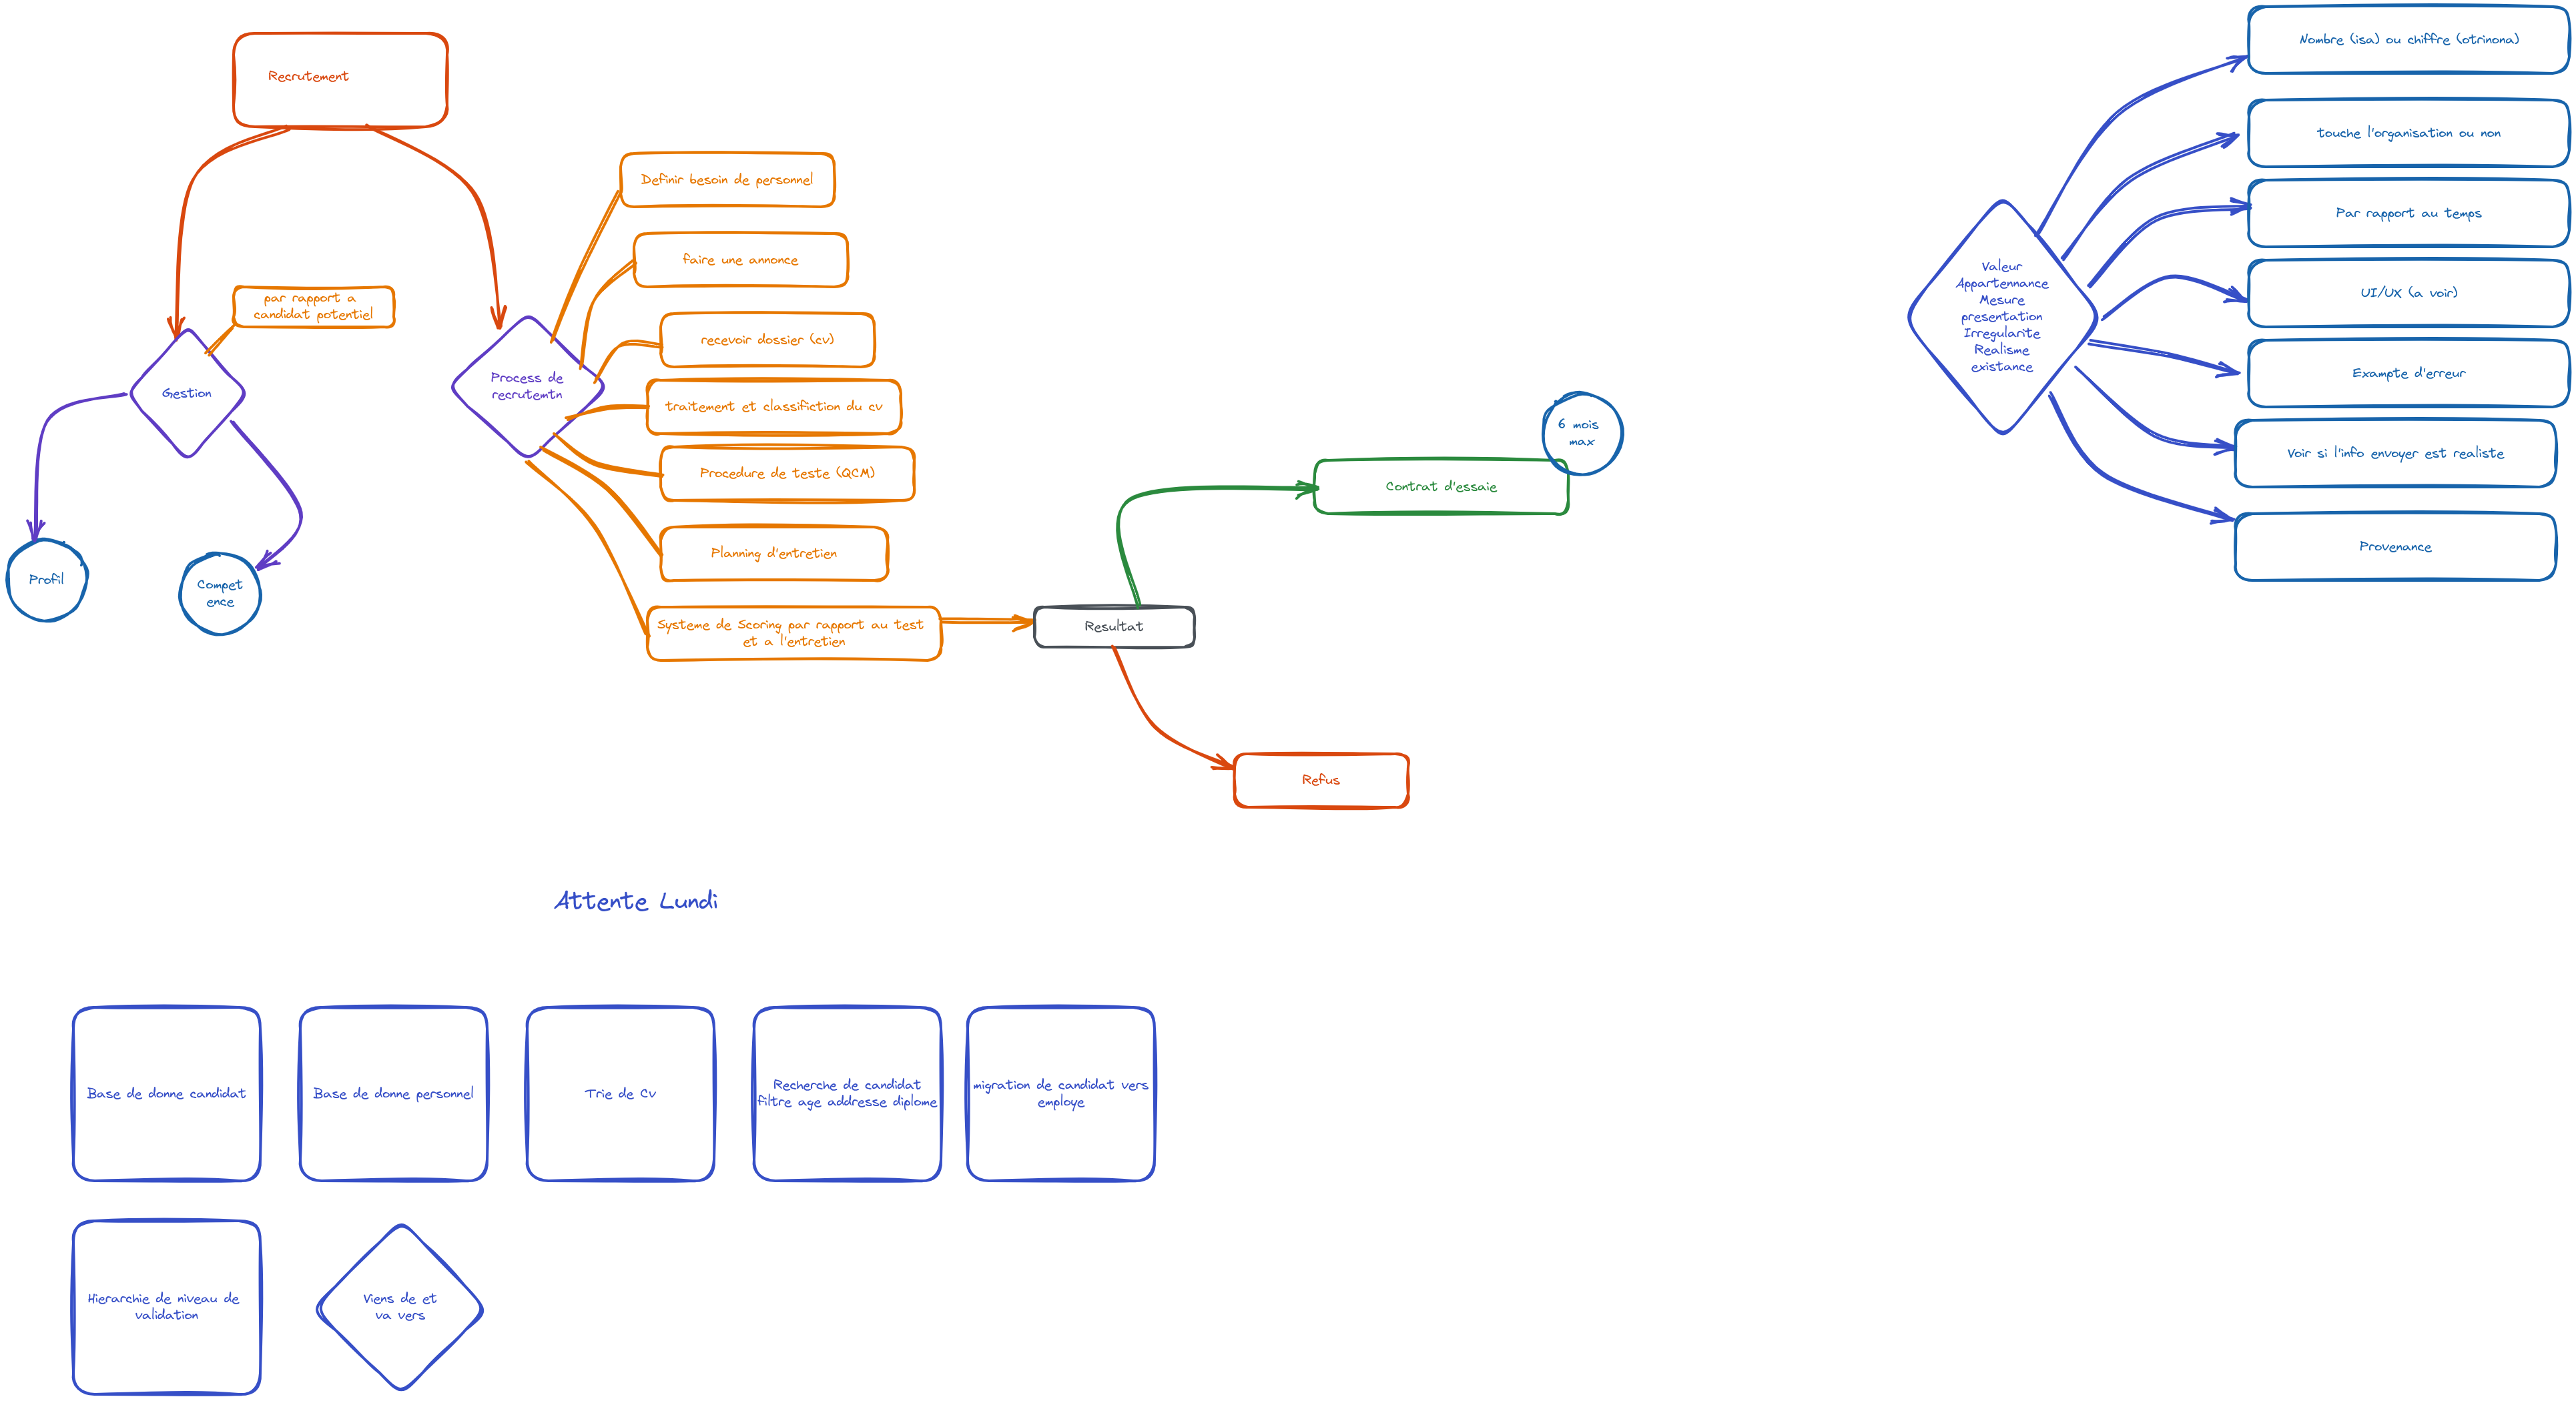 Recrutement
par rapport a
candidat potentiel
Gestion
Profil
Compet
ence
Process de
recrutemtn
Definir besoin de personnel
faire une annonce
recevoir dossier (cv)
traitement et classifiction du cv
Procedure de teste (QCM)
Planning d'entretien
Systeme de Scoring par rapport au test
et a l'entretien
Resultat
Contrat d'essaie
6 mois
max
Refus
Valeur
Appartennance
Mesure
presentation
Irregularite
Realisme
existance
Nombre (isa) ou chiffre (otrinona)
touche l'organisation ou non
Par rapport au temps
UI/UX (a voir)
Exampte d'erreur
Voir si l'info envoyer est realiste
Provenance
Attente Lundi
Base de donne candidat
Base de donne personnel
Trie de Cv
Recherche de candidat
filtre age addresse diplome
migration de candidat vers
employe
Hierarchie de niveau de
validation
Viens de et
va vers